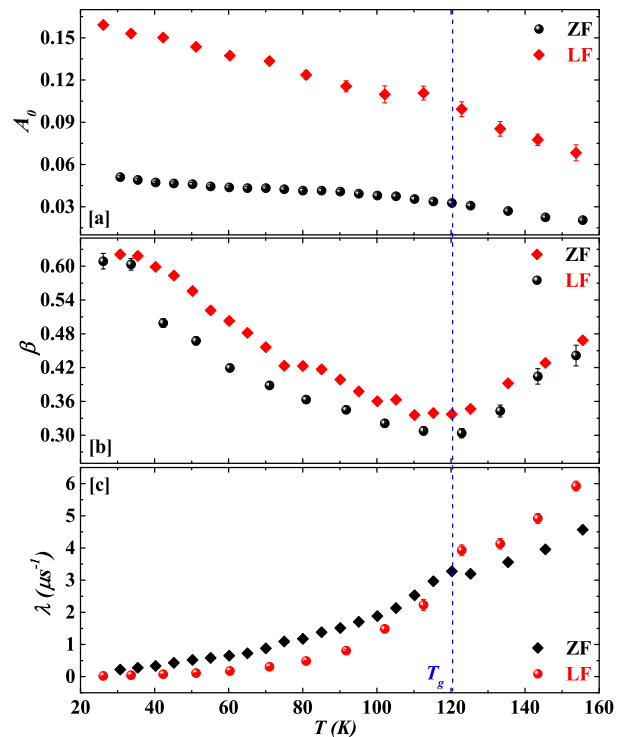 0.15
0.12
0.09
0.06
0.03
A₀
ZF
LF
[a]
0.60
0.54
0.48
0.42
0.36
0.30
β
ZF
LF
[b]
6
5
4
3
2
1
0
λ (μs⁻¹)
[c]
T_g
ZF
LF
20 40 60 80 100 120 140 160
T (K)